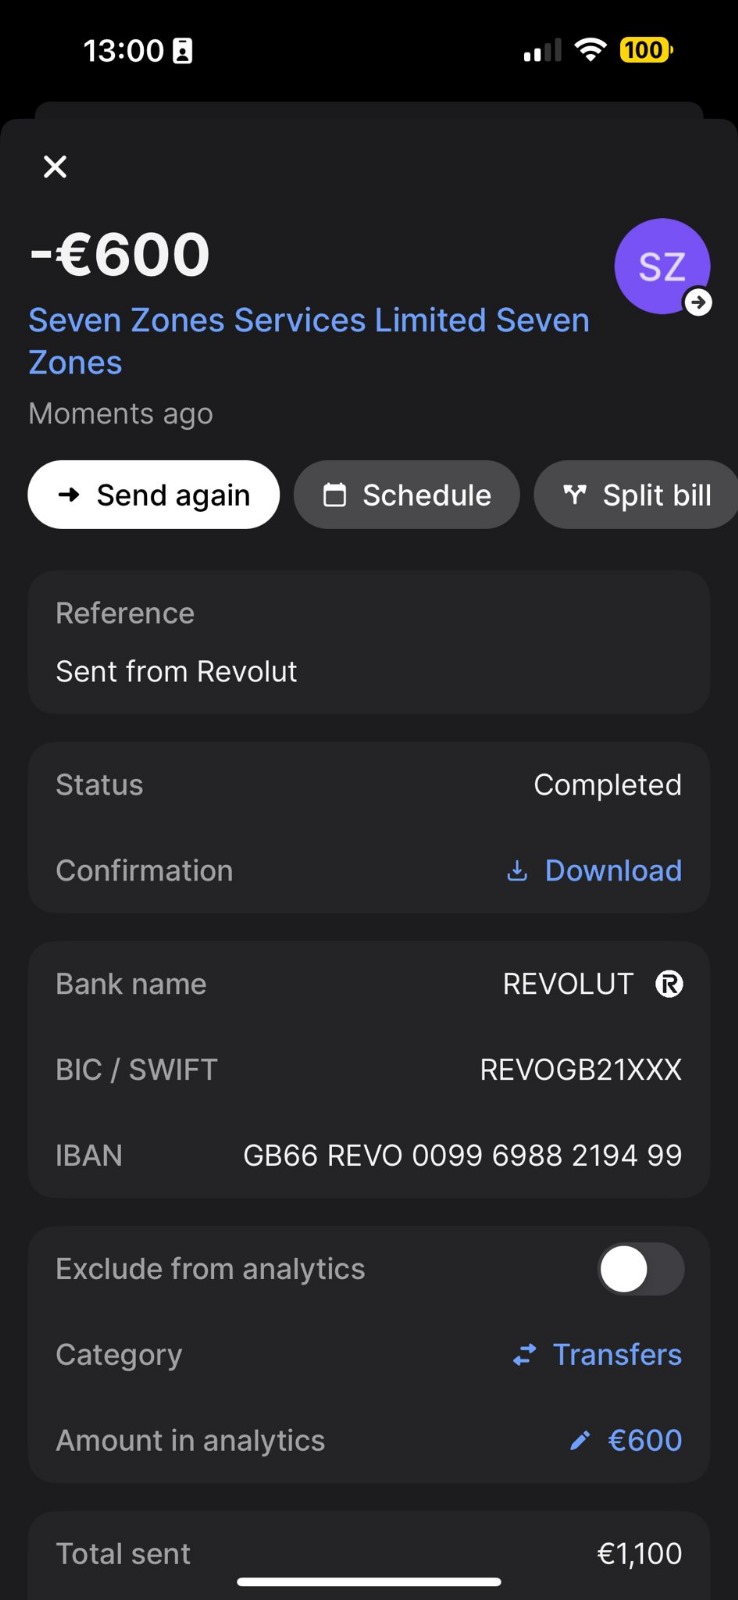 13:00
100
-€600
SZ
Seven Zones Services Limited Seven
Zones
Moments ago
Send again
Schedule
Split bill
Reference
Sent from Revolut
Status
Completed
Confirmation
Download
Bank name
REVOLUT
BIC / SWIFT
REVOGB21XXX
IBAN
GB66 REVO 0099 6988 2194 99
Exclude from analytics
Category
Transfers
Amount in analytics
€600
Total sent
€1,100